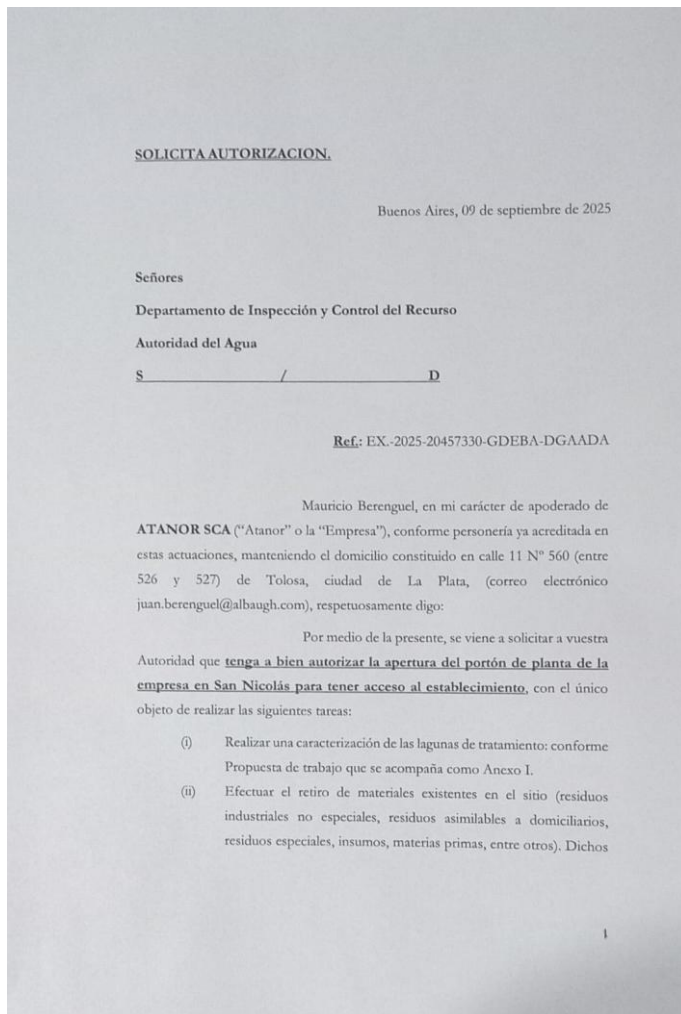 SOLICITA AUTORIZACION.
Buenos Aires, 09 de septiembre de 2025
Señores
Departamento de Inspección y Control del Recurso
Autoridad del Agua
S / D
Ref.: EX.-2025-20457330-GDEBA-DGAADA
Mauricio Berenguel, en mi carácter de apoderado de
ATANOR SCA (“Atanor” o la “Empresa”), conforme personería ya acreditada en
estas actuaciones, manteniendo el domicilio constituido en calle 11 Nº 560 (entre
526 y 527) de Tolosa, ciudad de La Plata, (correo electrónico
juan.berenguel@albaugh.com), respetuosamente digo:
Por medio de la presente, se viene a solicitar a vuestra
Autoridad que tenga a bien autorizar la apertura del portón de planta de la
empresa en San Nicolás para tener acceso al establecimiento, con el único
objeto de realizar las siguientes tareas:
(i) Realizar una caracterización de las lagunas de tratamiento: conforme
Propuesta de trabajo que se acompaña como Anexo I.
(ii) Efectuar el retiro de materiales existentes en el sitio (residuos
industriales no especiales, residuos asimilables a domiciliarios,
residuos especiales, insumos, materias primas, entre otros). Dichos
1